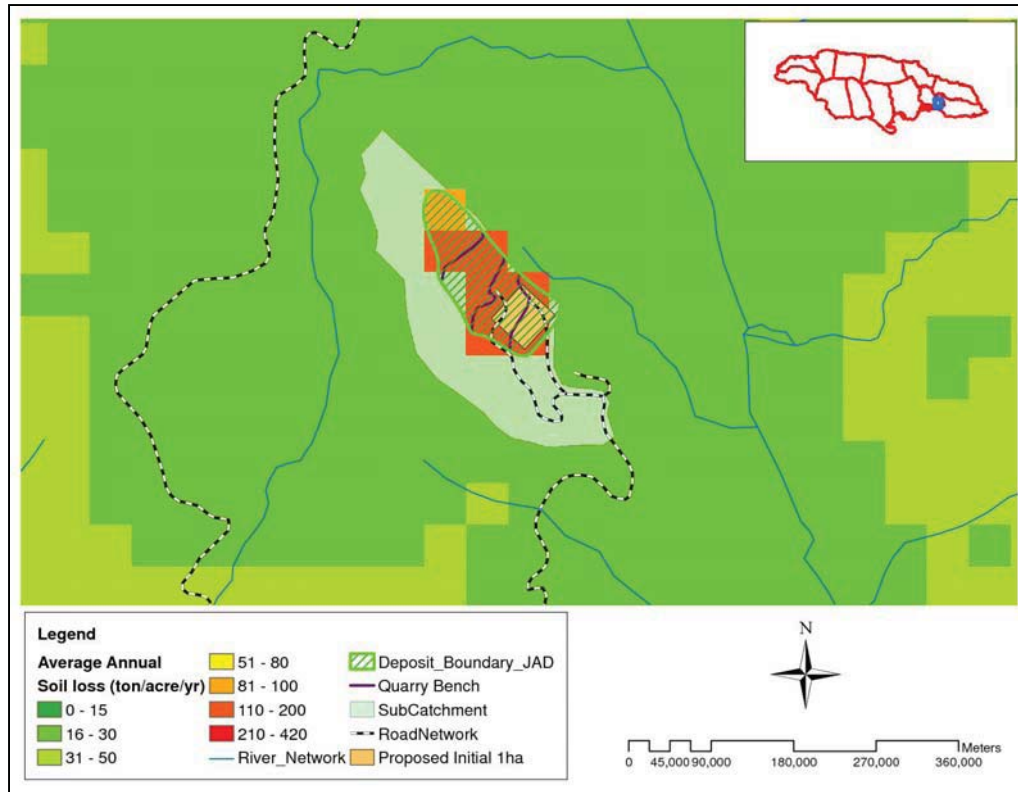 Legend
Average Annual
Soil loss (ton/acre/yr)
0 - 15
16 - 30
31 - 50
51 - 80
81 - 100
110 - 200
210 - 420
River_Network
Deposit_Boundary_JAD
Quarry Bench
SubCatchment
RoadNetwork
Proposed Initial 1ha
N
Meters
0 45,000 90,000 180,000 270,000 360,000